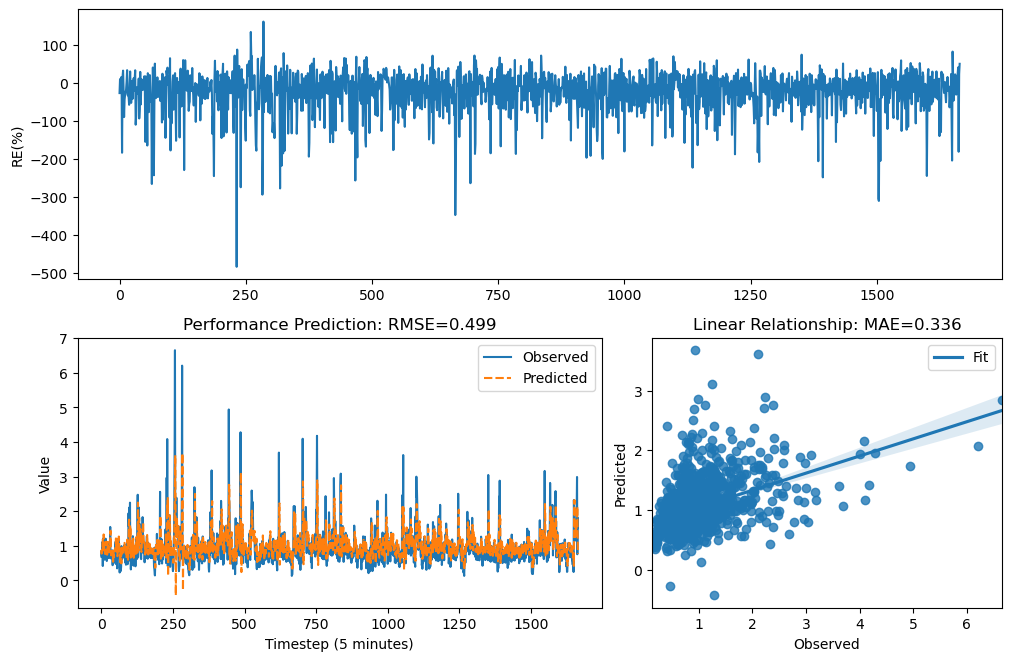 RE(%)
100
0
−100
−200
−300
−400
−500
0 250 500 750 1000 1250 1500
Performance Prediction: RMSE=0.499
Value
7
6
5
4
3
2
1
0
Observed
Predicted
0 250 500 750 1000 1250 1500
Timestep (5 minutes)
Linear Relationship: MAE=0.336
Predicted
3
2
1
0
Fit
1 2 3 4 5 6
Observed